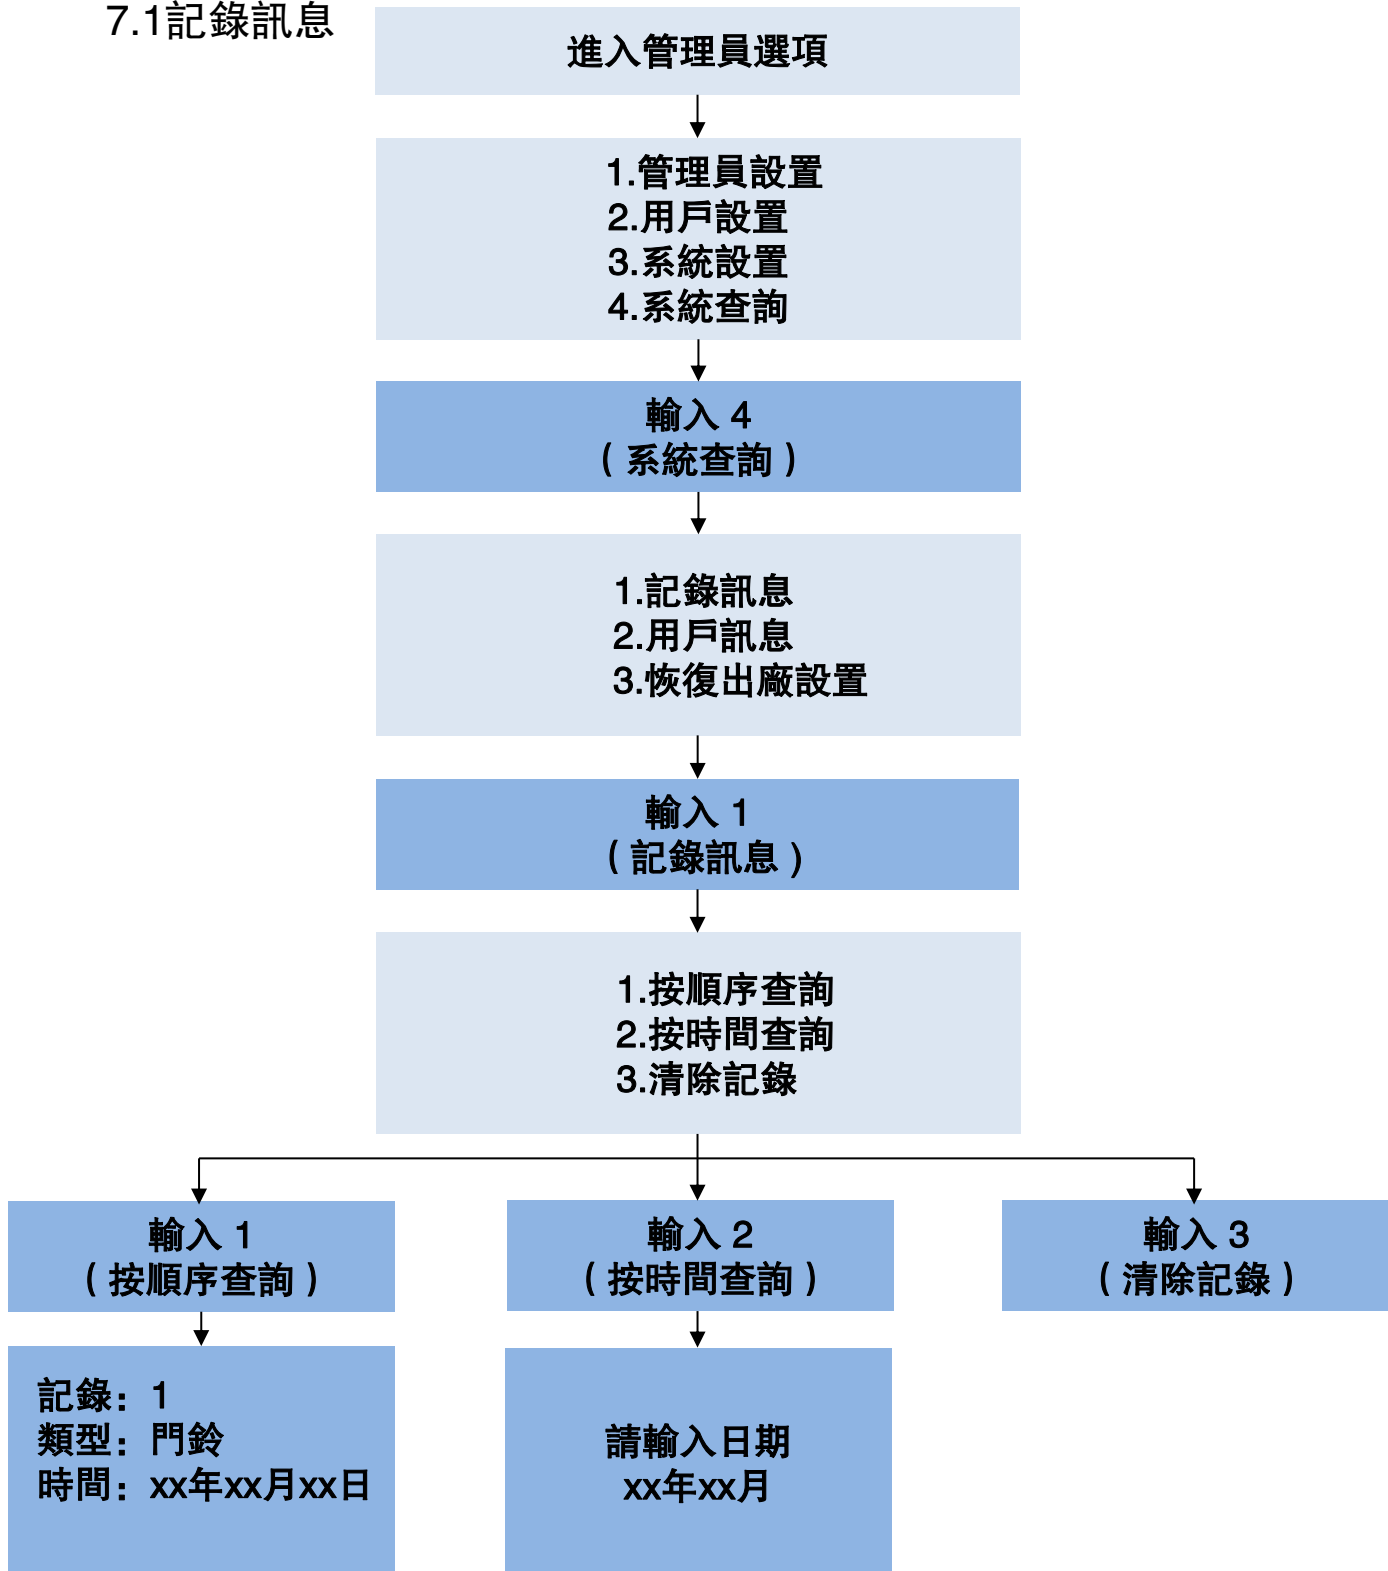 7.1記錄訊息
進入管理員選項
1.管理員設置
2.用戶設置
3.系統設置
4.系統查詢
輸入 4
（系統查詢）
1.記錄訊息
2.用戶訊息
3.恢復出廠設置
輸入 1
（記錄訊息）
1.按順序查詢
2.按時間查詢
3.清除記錄
輸入 1
（按順序查詢）
記錄：1
類型：門鈴
時間：xx年xx月xx日
輸入 2
（按時間查詢）
請輸入日期
xx年xx月
輸入 3
（清除記錄）